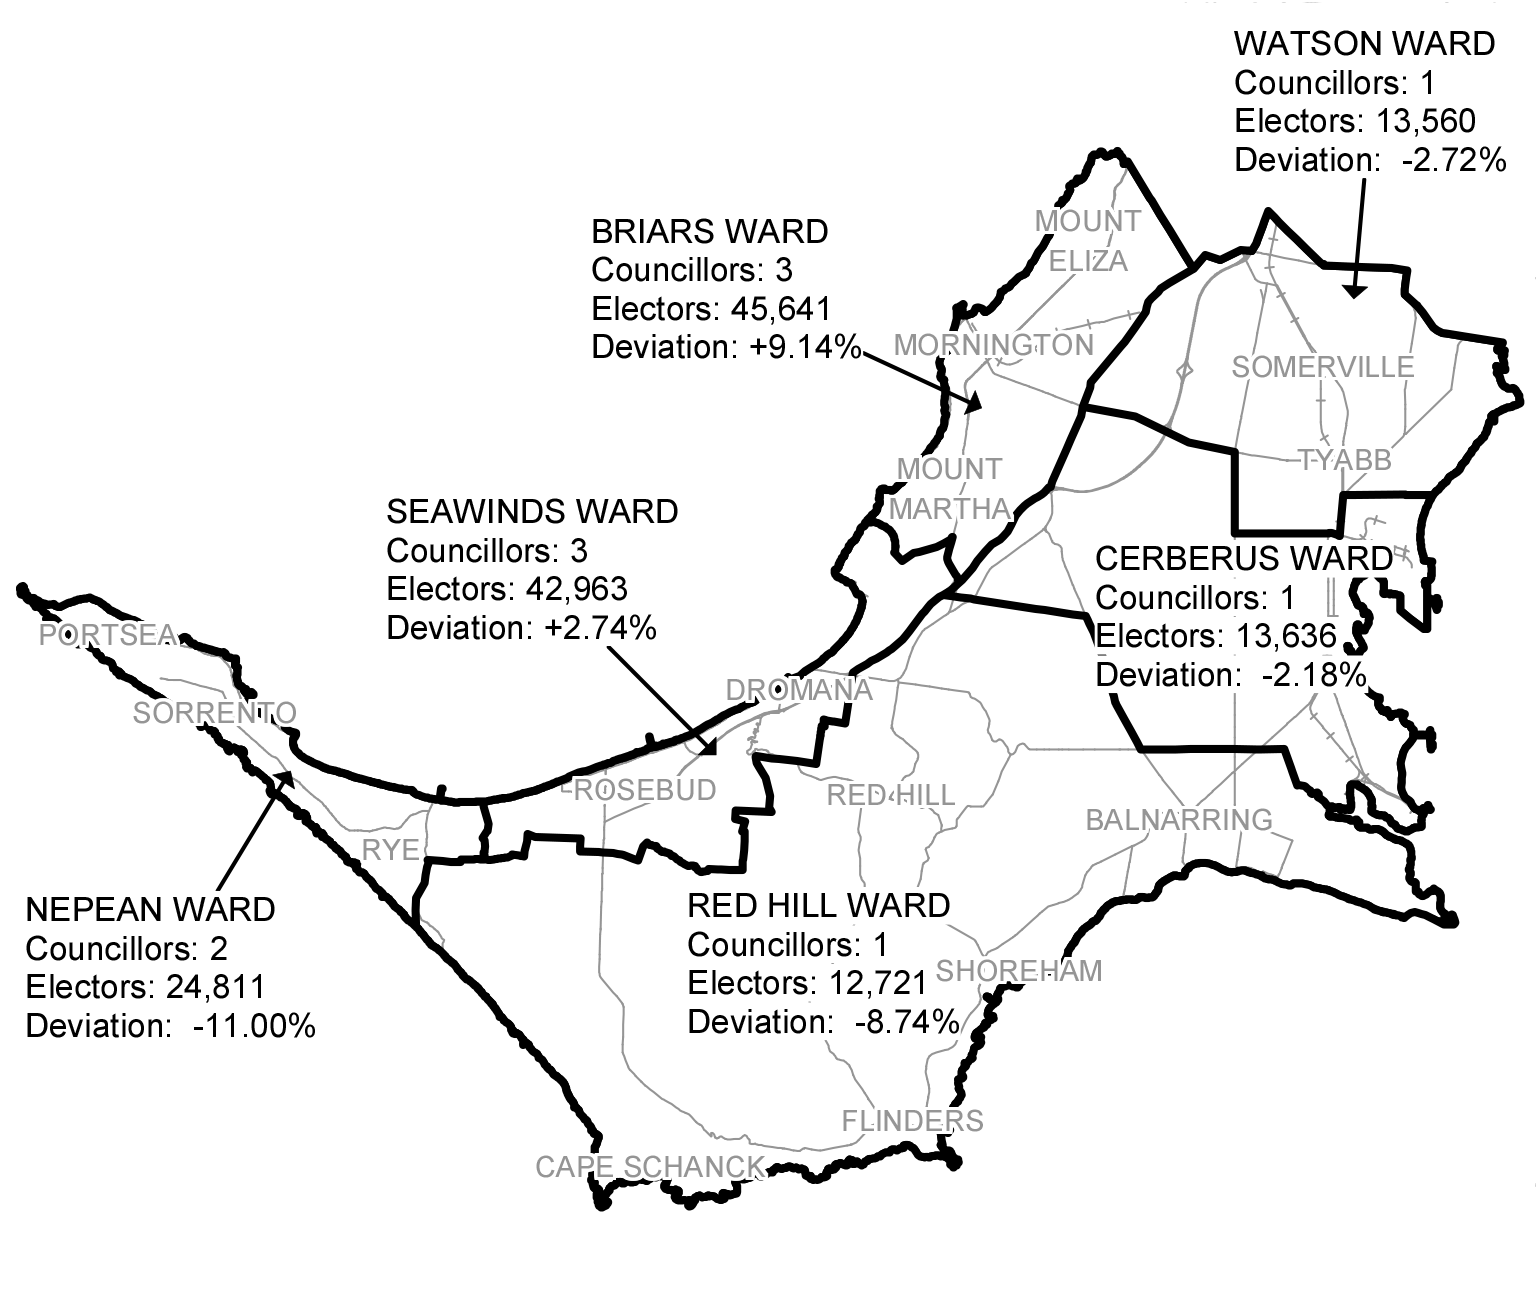 WATSON WARD
Councillors: 1
Electors: 13,560
Deviation: -2.72%
BRIARS WARD
Councillors: 3
Electors: 45,641
Deviation: +9.14%
MOUNT
ELIZA
MORNINGTON
SOMERVILLE
TYABB
MOUNT
MARTHA
SEAWINDS WARD
Councillors: 3
Electors: 42,963
Deviation: +2.74%
CERBERUS WARD
Councillors: 1
Electors: 13,636
Deviation: -2.18%
PORTSEA
SORRENTO
DROMANA
ROSEBUD
RED HILL
BALNARRING
RYE
NEPEAN WARD
Councillors: 2
Electors: 24,811
Deviation: -11.00%
RED HILL WARD
Councillors: 1
Electors: 12,721
Deviation: -8.74%
SHOREHAM
FLINDERS
CAPE SCHANCK